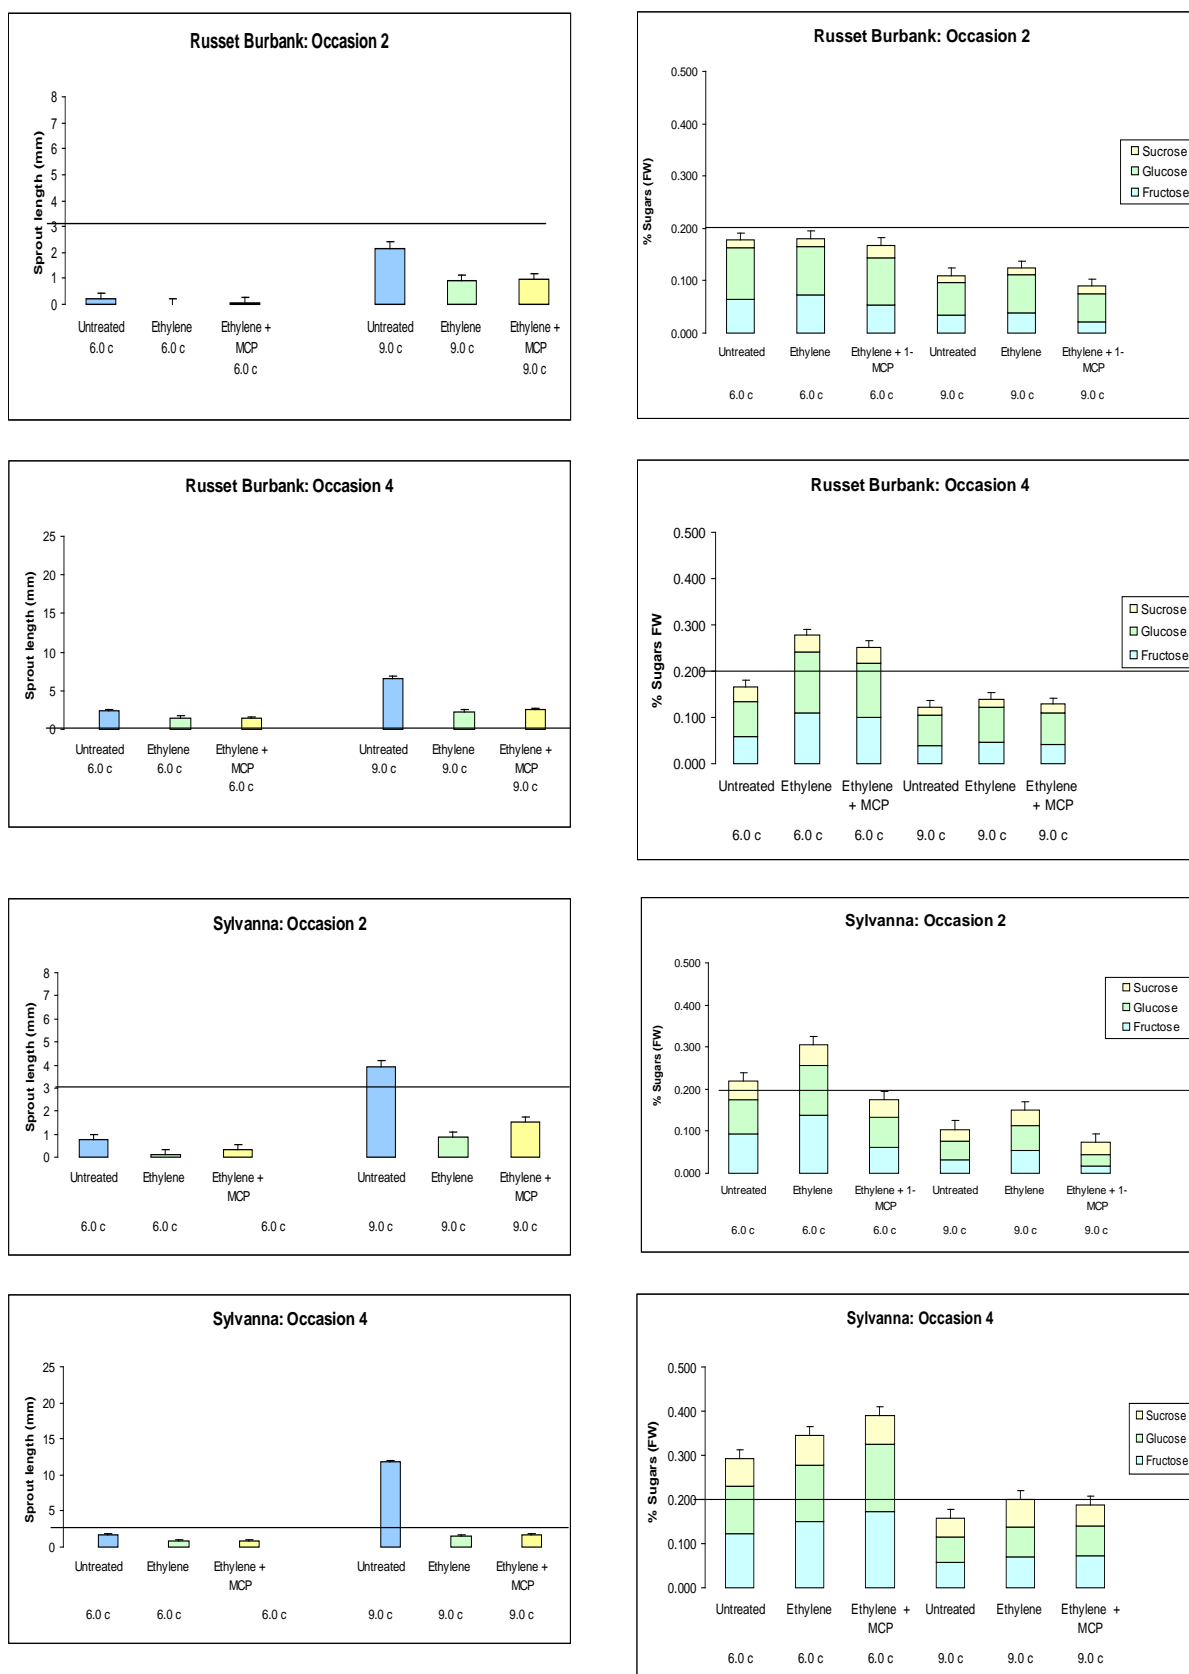 Russet Burbank: Occasion 2
Sprout length (mm)
8
7
6
5
4
3
2
1
0
Untreated Ethylene Ethylene + Untreated Ethylene Ethylene +
6.0 c 6.0 c MCP 9.0 c 9.0 c MCP
6.0 c 9.0 c
Russet Burbank: Occasion 2
% Sugars (FW)
0.500
0.400
0.300
0.200
0.100
0.000
Sucrose
Glucose
Fructose
Untreated Ethylene Ethylene + 1- Untreated Ethylene Ethylene + 1-
MCP MCP
6.0 c 6.0 c 6.0 c 9.0 c 9.0 c 9.0 c
Russet Burbank: Occasion 4
Sprout length (mm)
25
20
15
10
5
0
Untreated Ethylene Ethylene + Untreated Ethylene Ethylene +
6.0 c 6.0 c MCP 9.0 c 9.0 c MCP
6.0 c 9.0 c
Russet Burbank: Occasion 4
% Sugars FW
0.500
0.400
0.300
0.200
0.100
0.000
Sucrose
Glucose
Fructose
Untreated Ethylene Ethylene Untreated Ethylene Ethylene
+ MCP + MCP
6.0 c 6.0 c 6.0 c 9.0 c 9.0 c 9.0 c
Sylvanna: Occasion 2
Sprout length (mm)
8
7
6
5
4
3
2
1
0
Untreated Ethylene Ethylene + Untreated Ethylene Ethylene +
MCP MCP
6.0 c 6.0 c 6.0 c 9.0 c 9.0 c 9.0 c
Sylvanna: Occasion 2
% Sugars (FW)
0.500
0.400
0.300
0.200
0.100
0.000
Sucrose
Glucose
Fructose
Untreated Ethylene Ethylene + 1- Untreated Ethylene Ethylene + 1-
MCP MCP
6.0 c 6.0 c 6.0 c 9.0 c 9.0 c 9.0 c
Sylvanna: Occasion 4
Sprout length (mm)
25
20
15
10
5
0
Untreated Ethylene Ethylene + Untreated Ethylene Ethylene +
MCP MCP
6.0 c 6.0 c 6.0 c 9.0 c 9.0 c 9.0 c
Sylvanna: Occasion 4
% Sugars (FW)
0.500
0.400
0.300
0.200
0.100
0.000
Sucrose
Glucose
Fructose
Untreated Ethylene Ethylene + Untreated Ethylene Ethylene +
MCP MCP
6.0 c 6.0 c 6.0 c 9.0 c 9.0 c 9.0 c